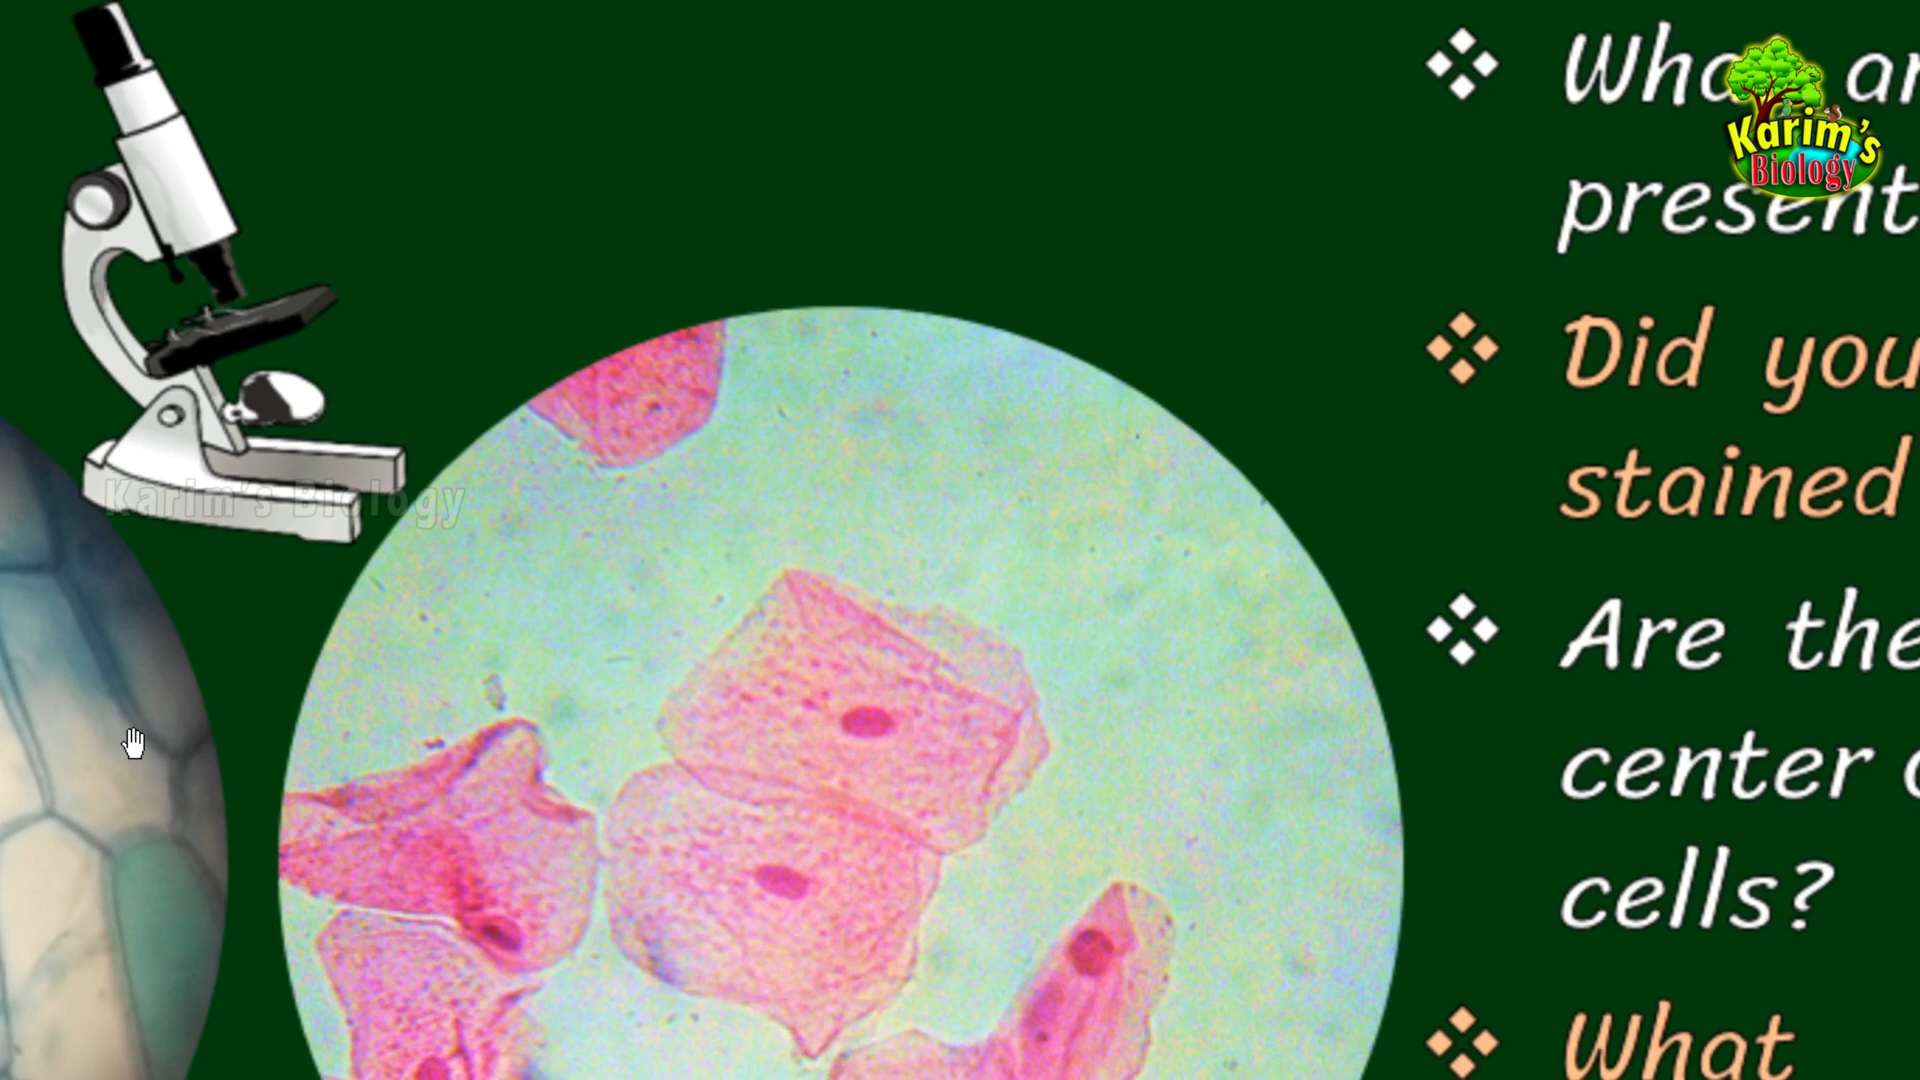 Karim's
Biology
present
Did you
stained
Are the
center
cells?
What
Karim's Biology